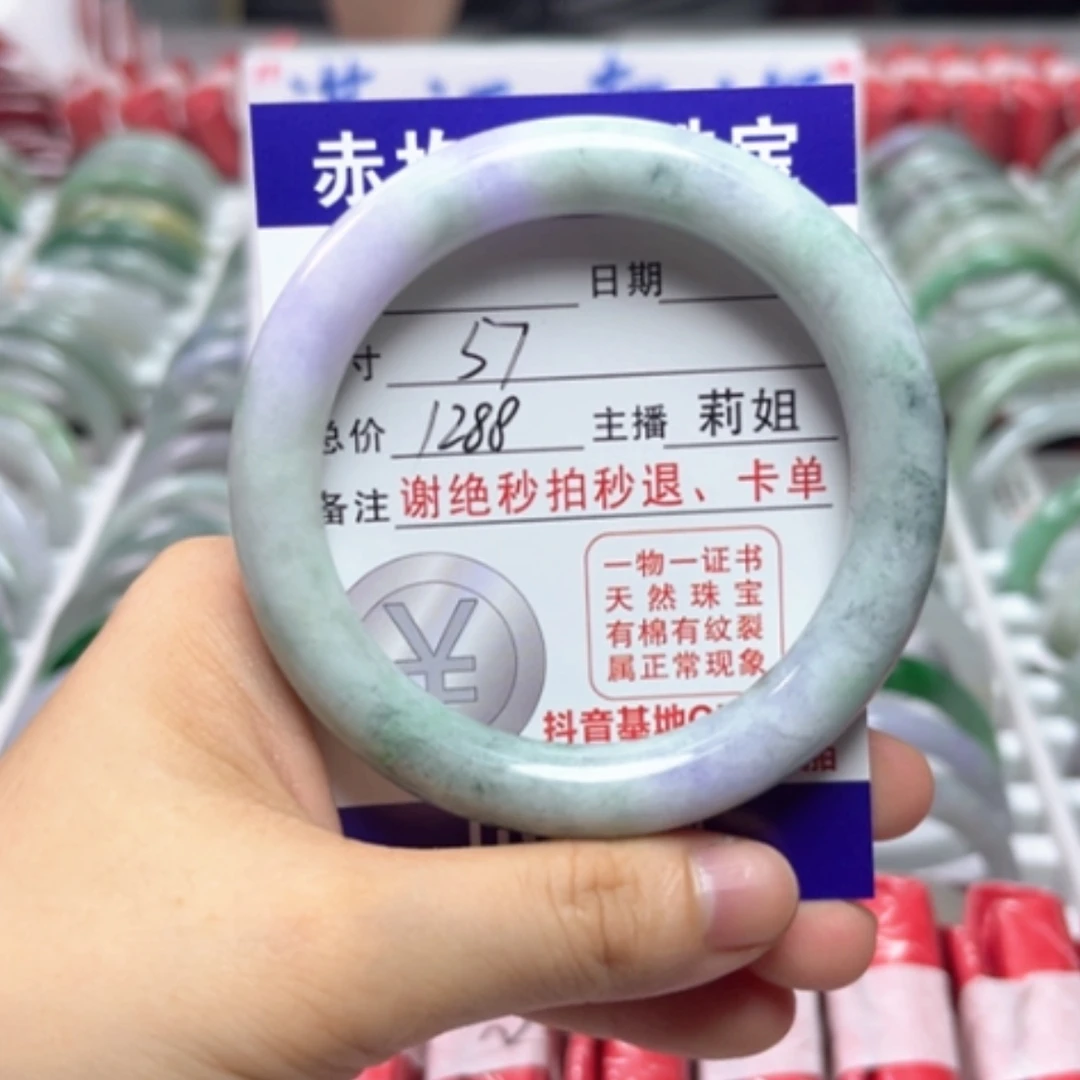 赤
日期
寸 57
总价 1288 主播 莉姐
备注 谢绝秒拍秒退、卡单
一物一证书
天然珠宝
有棉有纹裂
属正常现象
抖音基地